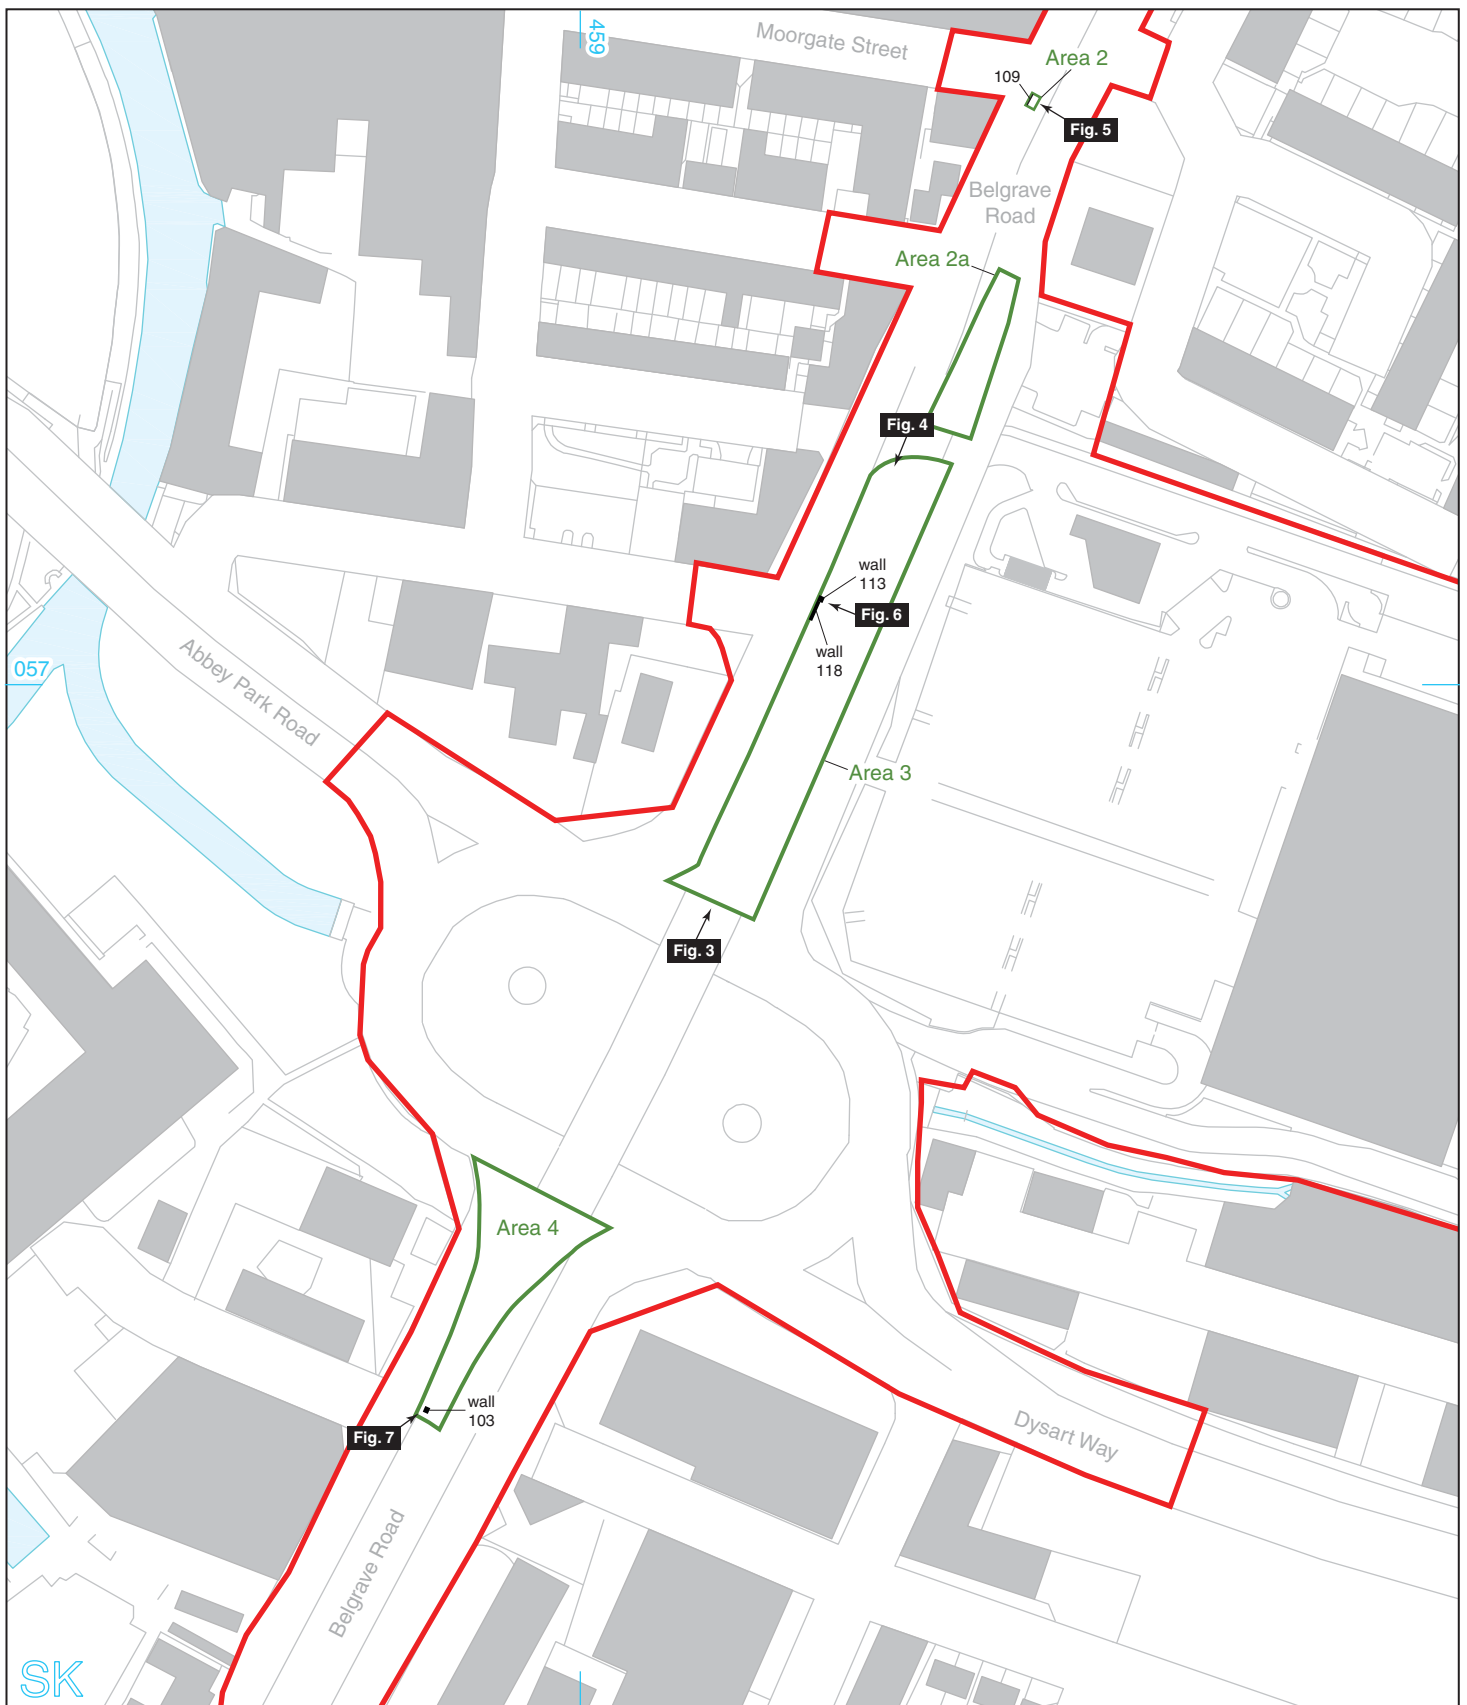 459
Moorgate Street
Area 2
109
Fig. 5
Belgrave
Road
Area 2a
Fig. 4
wall
113
Fig. 6
wall
118
057
Abbey Park Road
Area 3
Fig. 3
Area 4
wall
103
Fig. 7
Dysart Way
Belgrave Road
SK